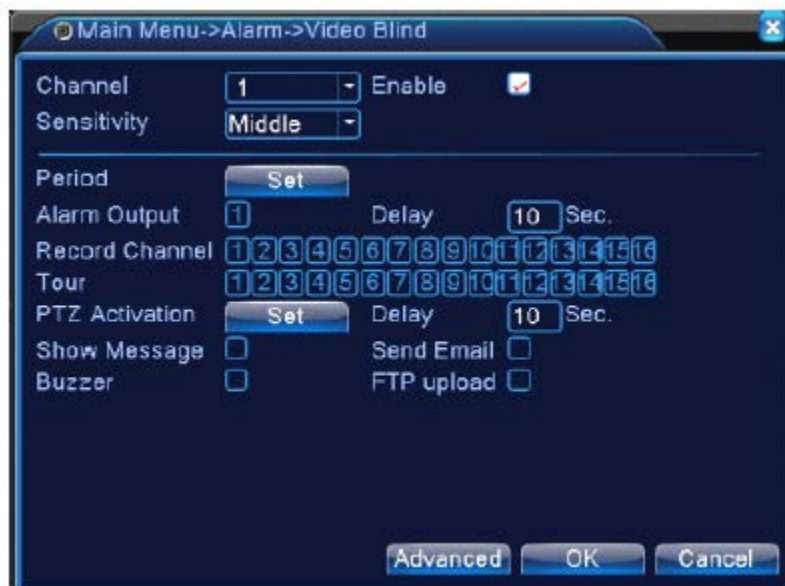 Main Menu->Alarm->Video Blind
Channel 1 Enable
Sensitivity Middle
Period Set
Alarm Output 1 Delay 10 Sec.
Record Channel 1 2 3 4 5 6 7 8 9 10 11 12 13 14 15 16
Tour 1 2 3 4 5 6 7 8 9 10 11 12 13 14 15 16
PTZ Activation Set Delay 10 Sec.
Show Message Send Email
Buzzer FTP upload
Advanced OK Cancel